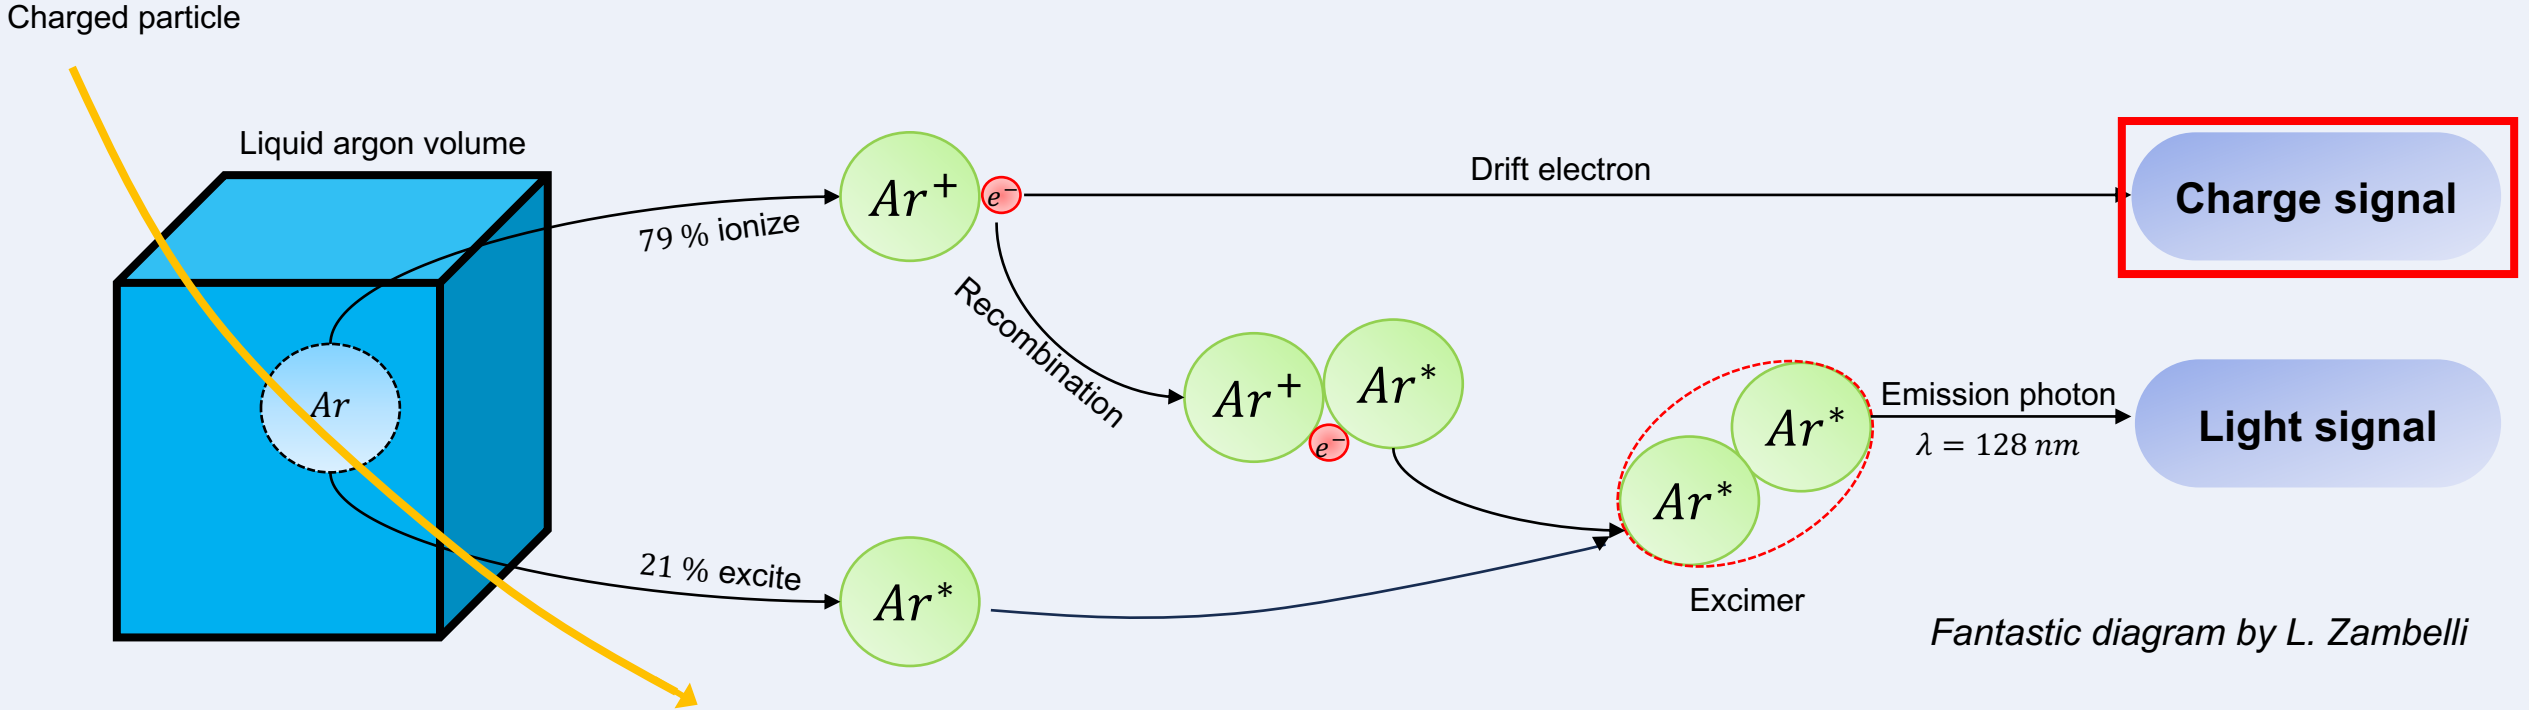 Charged particle
Liquid argon volume
Ar
79 % ionize
Ar⁺
e⁻
Drift electron
Charge signal
Recombination
Ar⁺
e⁻
Ar*
21 % excite
Ar*
Ar*
Ar*
Excimer
Emission photon
λ = 128 nm
Light signal
Fantastic diagram by L. Zambelli